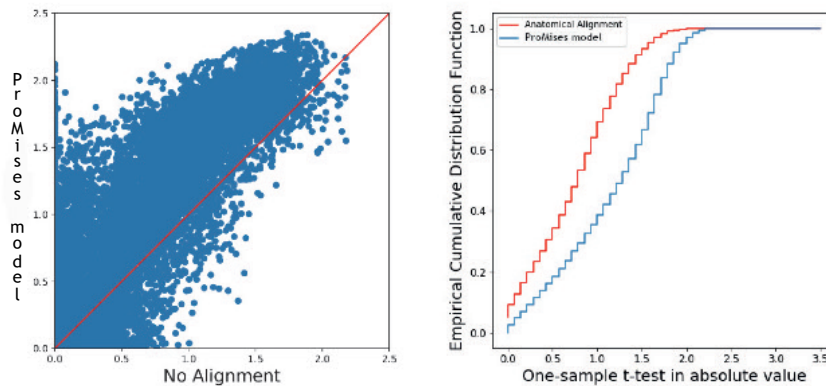 2.5
2.0
1.5
1.0
0.5
0.0
ProMises model
0.0 0.5 1.0 1.5 2.0 2.5
No Alignment
Anatomical Alignment
ProMises model
1.0
0.8
0.6
0.4
0.2
0.0
Empirical Cumulative Distribution Function
0.0 0.5 1.0 1.5 2.0 2.5 3.0 3.5
One-sample t-test in absolute value